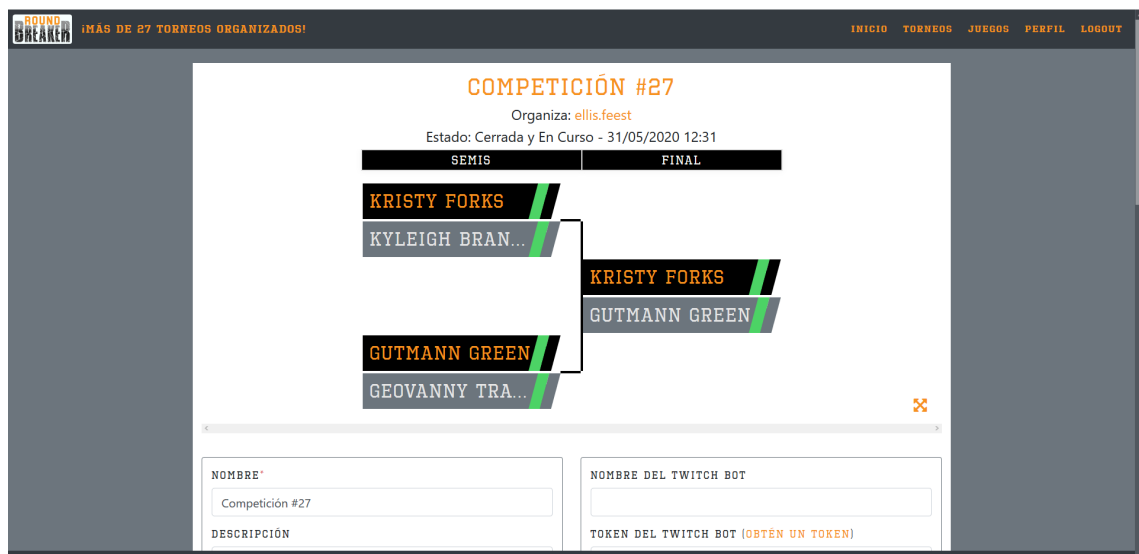 ROUND
BREAKER
¡MÁS DE 27 TORNEOS ORGANIZADOS!
INICIO TORNEOS JUEGOS PERFIL LOGOUT
COMPETICIÓN #27
Organiza: ellis.feest
Estado: Cerrada y En Curso - 31/05/2020 12:31
SEMIS FINAL
KRISTY FORKS
KYLEIGH BRAN...
KRISTY FORKS
GUTMANN GREEN
GUTMANN GREEN
GEOVANNY TRA...
NOMBRE*
Competición #27
DESCRIPCIÓN
NOMBRE DEL TWITCH BOT
TOKEN DEL TWITCH BOT (OBTÉN UN TOKEN)